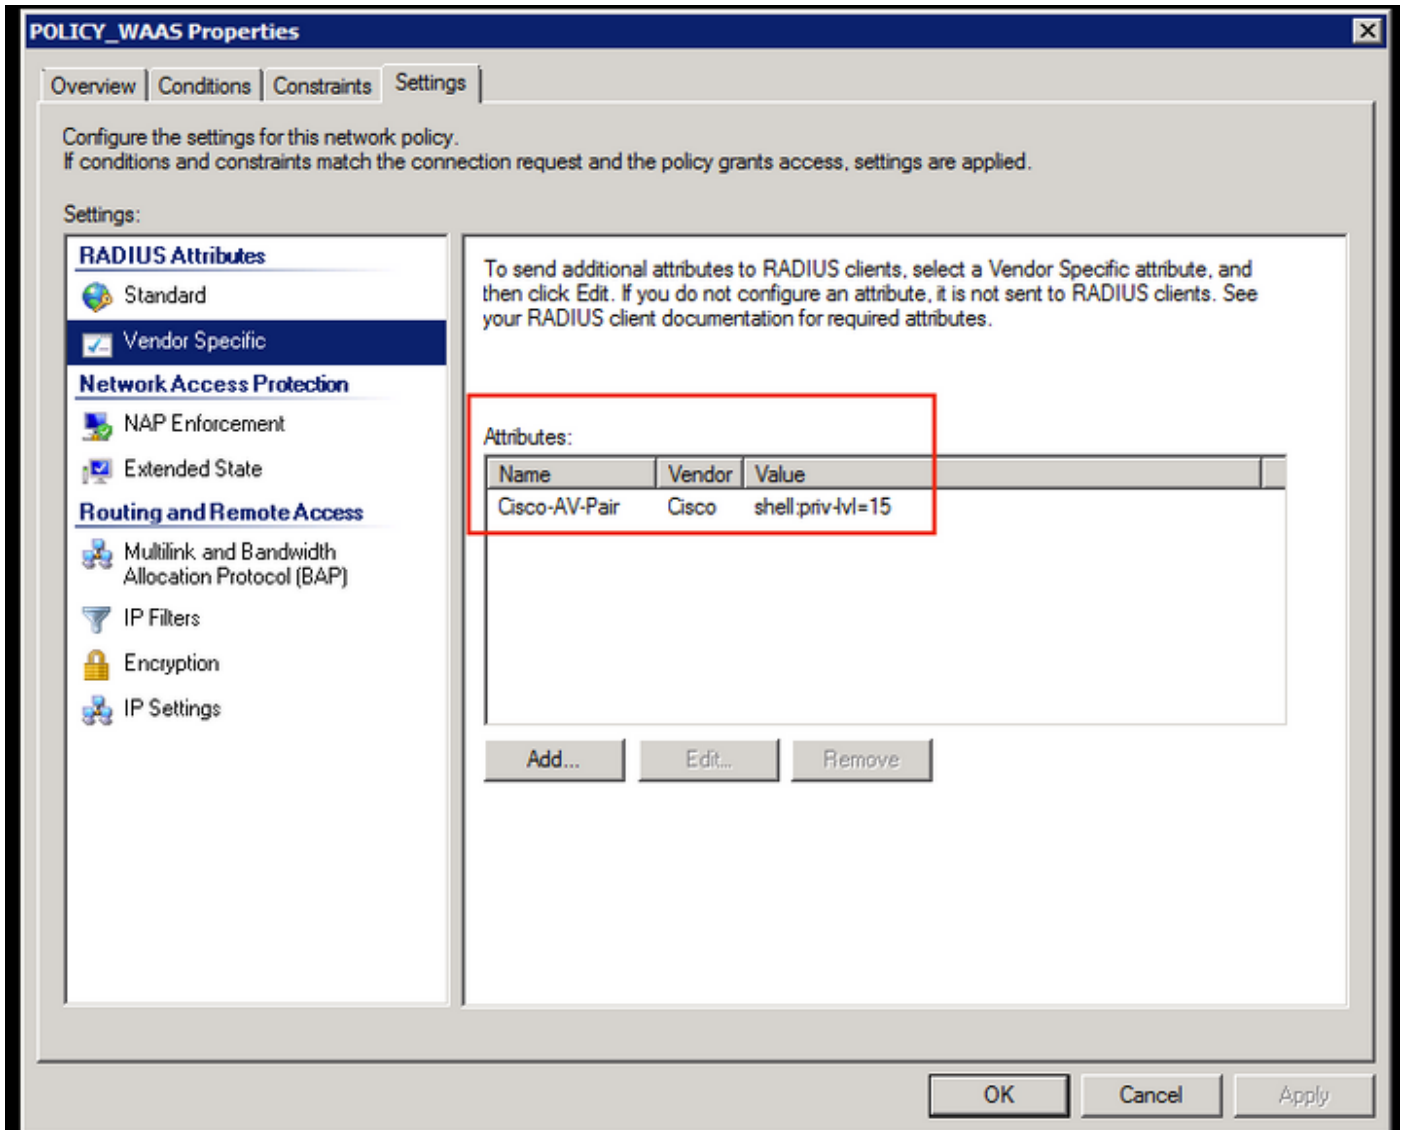 POLICY_WAAS Properties
Overview
Conditions
Constraints
Settings
Configure the settings for this network policy.
If conditions and constraints match the connection request and the policy grants access, settings are applied.
Settings:
RADIUS Attributes
Standard
Vendor Specific
Network Access Protection
NAP Enforcement
Extended State
Routing and Remote Access
Multilink and Bandwidth
Allocation Protocol (BAP)
IP Filters
Encryption
IP Settings
To send additional attributes to RADIUS clients, select a Vendor Specific attribute, and
then click Edit. If you do not configure an attribute, it is not sent to RADIUS clients. See
your RADIUS client documentation for required attributes.
Attributes:
Name Vendor Value
Cisco-AV-Pair Cisco shell:priv-lvl=15
Add... Edit... Remove
OK Cancel Apply